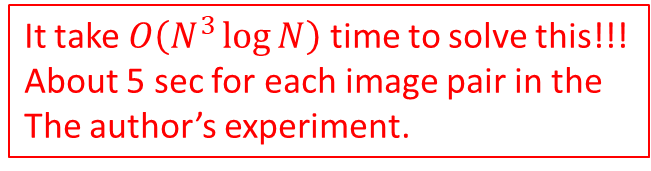 It take O(N³ log N) time to solve this!!!
About 5 sec for each image pair in the
The author’s experiment.